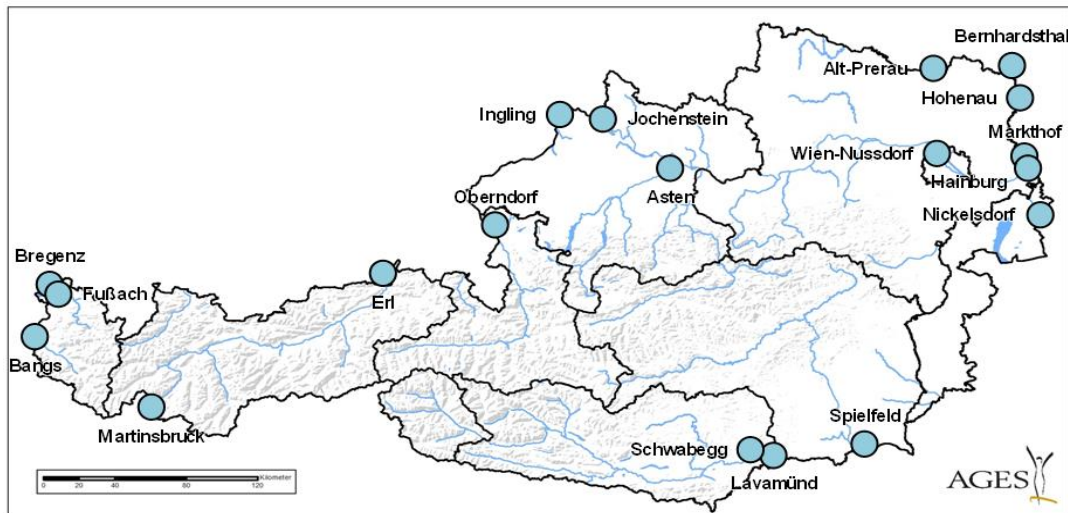 Bernhardsthal
Alt-Prerau
Hohenau
Ingling
Jochenstein
Markthof
Wien-Nussdorf
Hainburg
Asten
Oberndorf
Nickelsdorf
Bregenz
Fußach
Erl
Bangs
Martinsbruck
Spielfeld
Schwabegg
Lavamünd
AGES
Kilometer
0 20 40 80 120